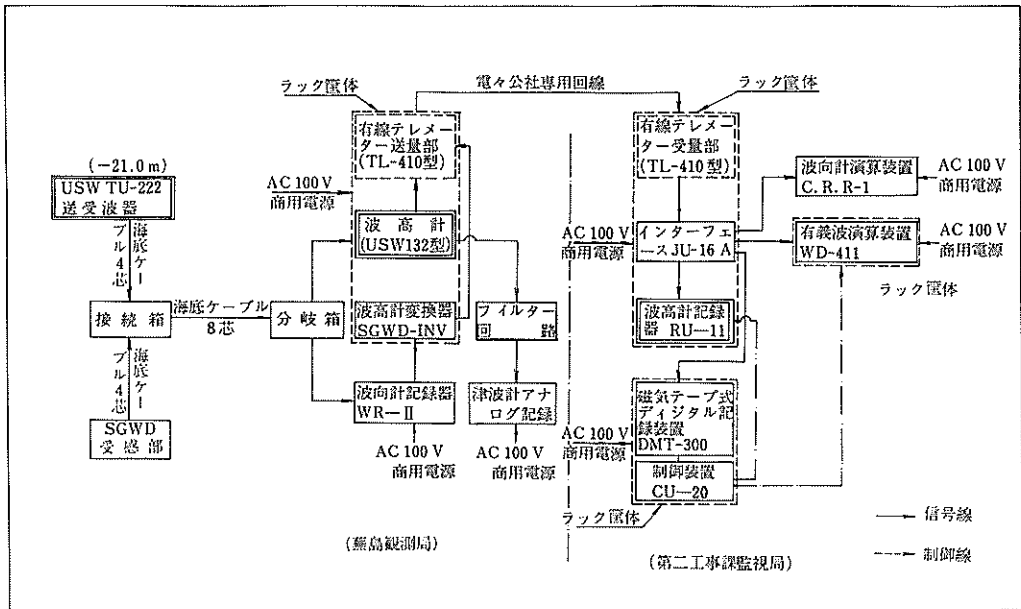 電々公社専用回線
ラック筐体
ラック筐体
有線テレメー
ター送量部
(TL-410型)
有線テレメー
ター受量部
(TL-410型)
(-21.0m)
USW TU-222
送受波器
AC 100 V
商用電源
波高計
(USW132型)
AC 100 V
商用電源
インターフェ
ースJU-16 A
波向計演算装置
C.R.R-1
AC 100 V
商用電源
有義波演算装置
WD-411
AC 100 V
商用電源
ラック筐体
海底ケー
ブル4芯
接続箱
海底ケーブル
8芯
分岐箱
波高計変換器
SGWD-INV
フィルター
回路
波高計記録
器 RU-11
海底ケー
ブル4芯
SGWD
受感部
波向計記録器
WR-II
津波計アナ
ログ記録
AC 100 V
商用電源
AC 100 V
商用電源
AC 100 V
商用電源
磁気テープ式
ディジタル記
録装置
DMT-300
制御装置
CU-20
ラック筐体
(島観測局)
(第二工事課監視局)
信号線
制御線